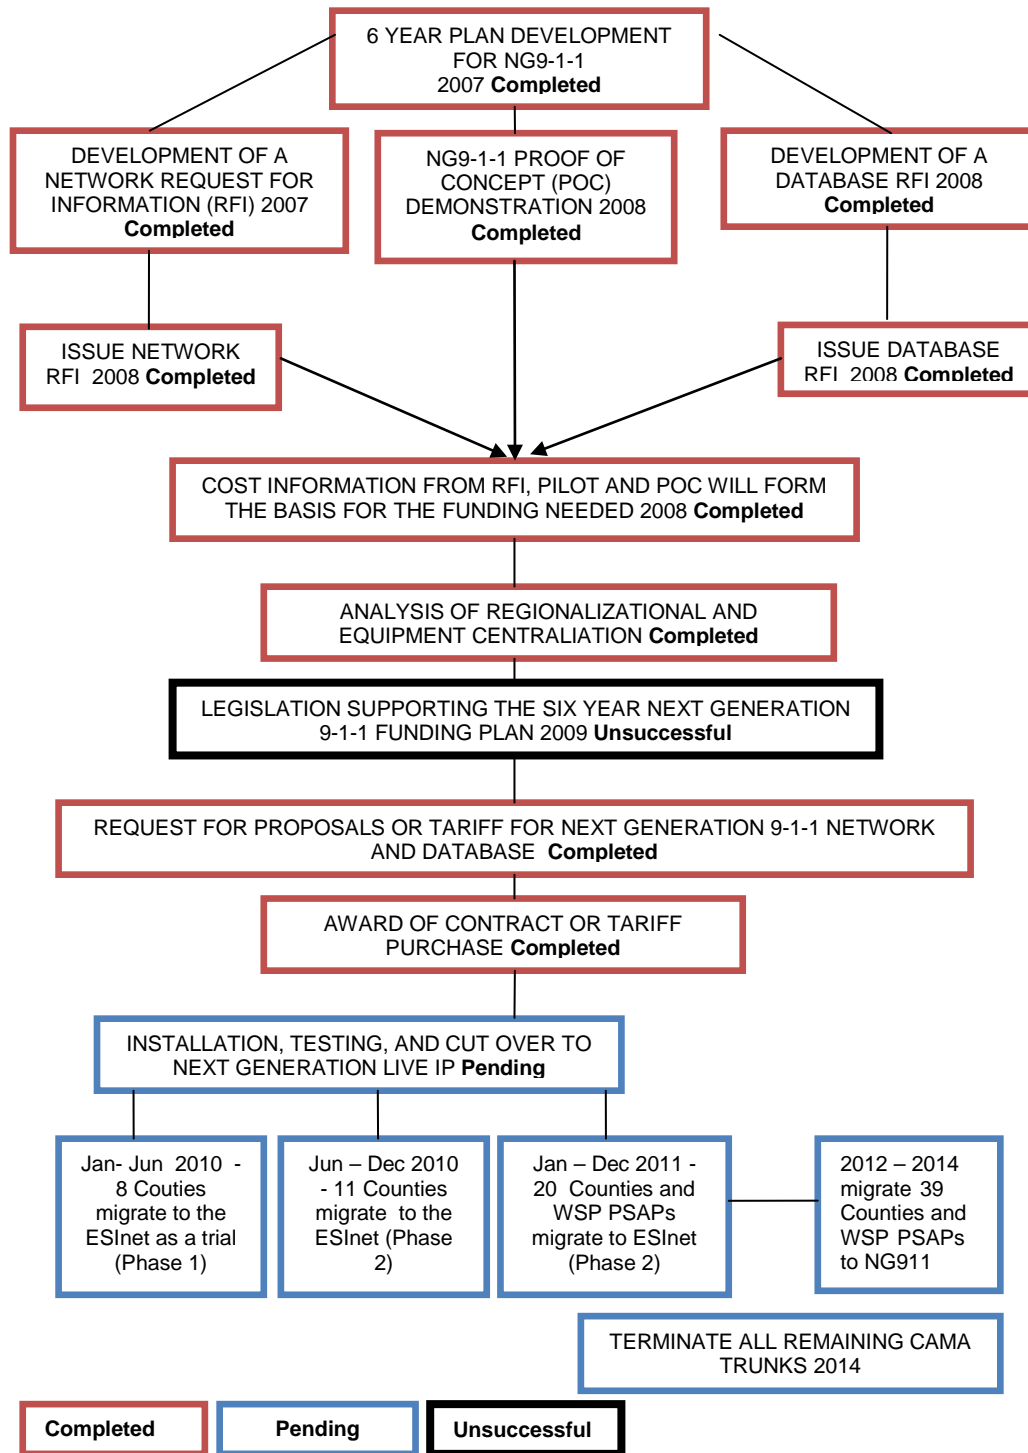 6 YEAR PLAN DEVELOPMENT
FOR NG9-1-1
2007 Completed
DEVELOPMENT OF A
NETWORK REQUEST FOR
INFORMATION (RFI) 2007
Completed
NG9-1-1 PROOF OF
CONCEPT (POC)
DEMONSTRATION 2008
Completed
DEVELOPMENT OF A
DATABASE RFI 2008
Completed
ISSUE NETWORK
RFI 2008 Completed
ISSUE DATABASE
RFI 2008 Completed
COST INFORMATION FROM RFI, PILOT AND POC WILL FORM
THE BASIS FOR THE FUNDING NEEDED 2008 Completed
ANALYSIS OF REGIONALIZATIONAL AND
EQUIPMENT CENTRALIATION Completed
LEGISLATION SUPPORTING THE SIX YEAR NEXT GENERATION
9-1-1 FUNDING PLAN 2009 Unsuccessful
REQUEST FOR PROPOSALS OR TARIFF FOR NEXT GENERATION 9-1-1 NETWORK
AND DATABASE Completed
AWARD OF CONTRACT OR TARIFF
PURCHASE Completed
INSTALLATION, TESTING, AND CUT OVER TO
NEXT GENERATION LIVE IP Pending
Jan- Jun 2010 -
8 Couties
migrate to the
ESInet as a trial
(Phase 1)
Jun – Dec 2010
- 11 Counties
migrate to the
ESInet (Phase
2)
Jan – Dec 2011 -
20 Counties and
WSP PSAPs
migrate to ESInet
(Phase 2)
2012 – 2014
migrate 39
Counties and
WSP PSAPs
to NG911
TERMINATE ALL REMAINING CAMA
TRUNKS 2014
Completed
Pending
Unsuccessful